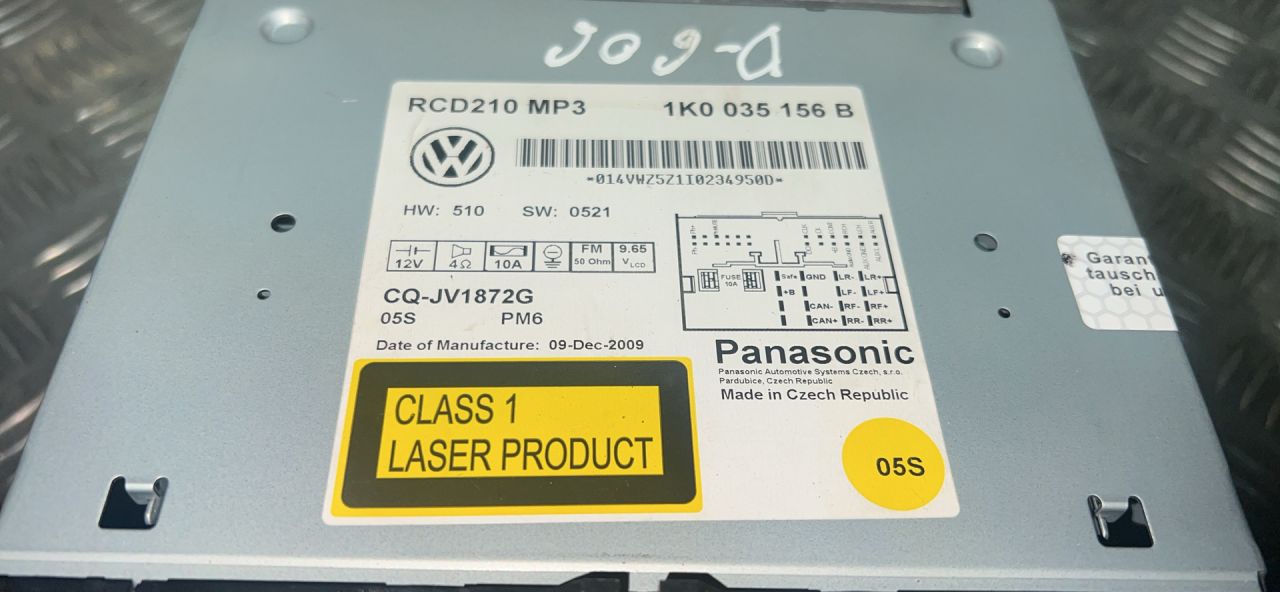 309-D
RCD210 MP3 1K0 035 156 B
*014VWZ5Z1I0234950D*
HW: 510 SW: 0521
12V 4Ω 10A FM 50 Ohm 9.65 VLCD
CQ-JV1872G
05S PM6
Date of Manufacture: 09-Dec-2009
FUSE 10A
Safe GND LR- LR+
+B LF- LF+
CAN- RF- RF+
CAN+ RR- RR+
Panasonic
Panasonic Automotive Systems Czech, s.r.o.
Pardubice, Czech Republic
Made in Czech Republic
CLASS 1
LASER PRODUCT
05S
Garan
tausch
bei u